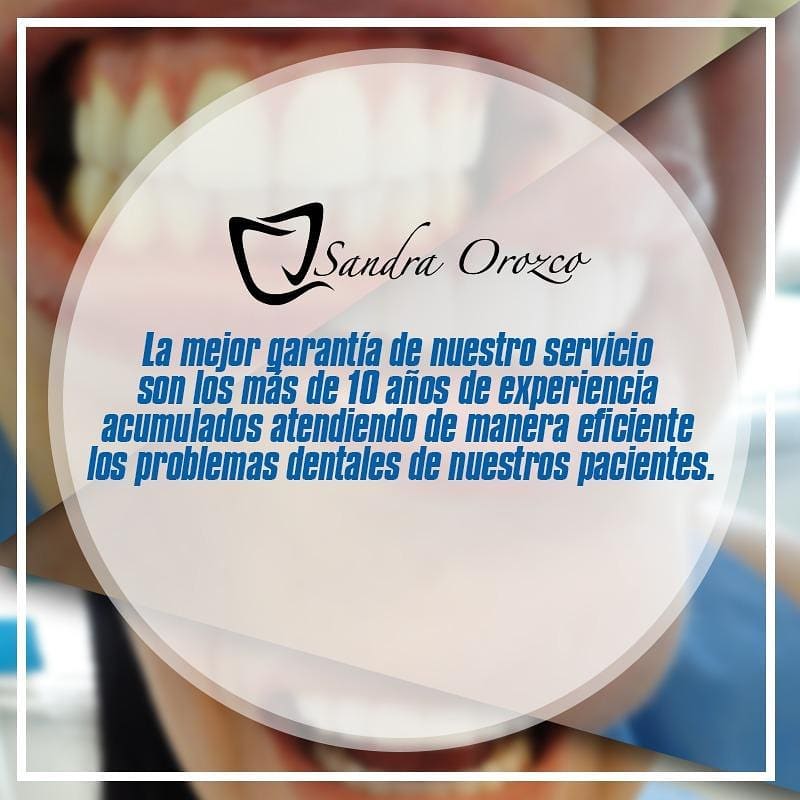 Sandra Orozco
La mejor garantía de nuestro servicio
son los más de 10 años de experiencia
acumulados atendiendo de manera eficiente
los problemas dentales de nuestros pacientes.